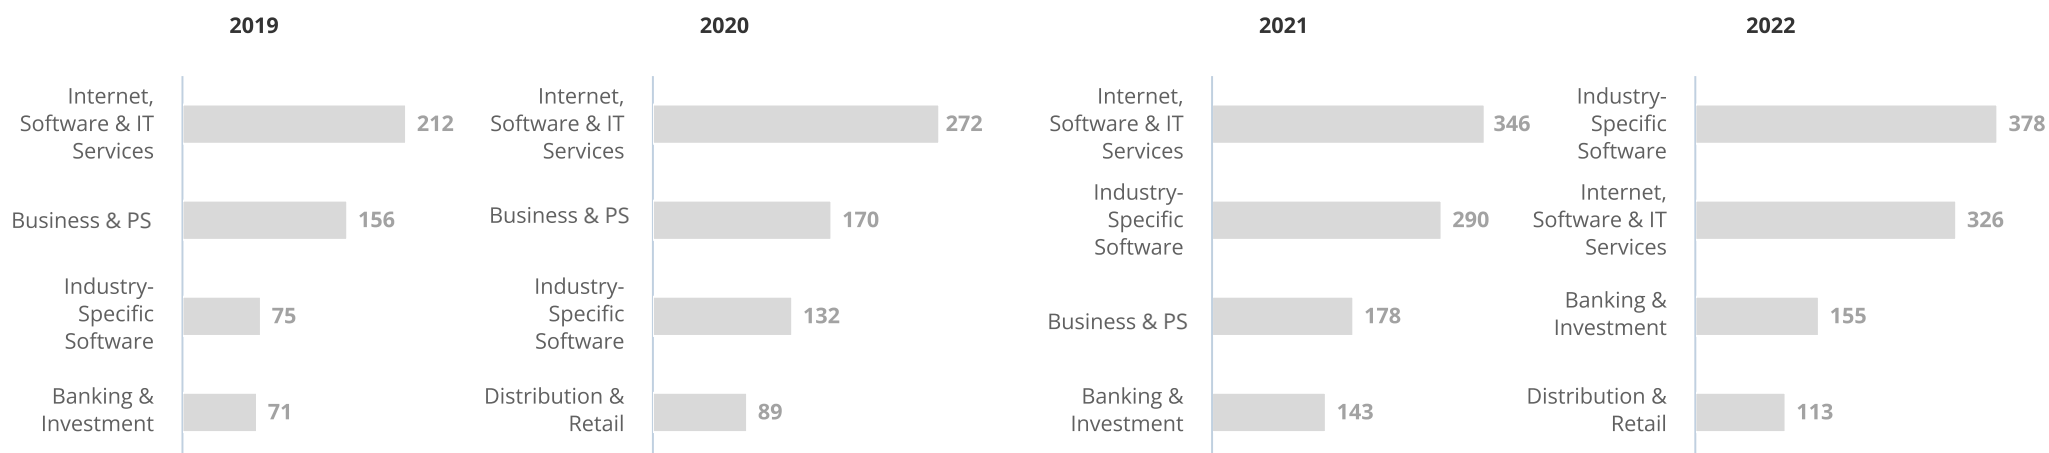 2019
Internet,
Software & IT
Services
212
Business & PS
156
Industry-
Specific
Software
75
Banking &
Investment
71
2020
Internet,
Software & IT
Services
272
Business & PS
170
Industry-
Specific
Software
132
Distribution &
Retail
89
2021
Internet,
Software & IT
Services
346
Industry-
Specific
Software
290
Business & PS
178
Banking &
Investment
143
2022
Industry-
Specific
Software
378
Internet,
Software & IT
Services
326
Banking &
Investment
155
Distribution &
Retail
113